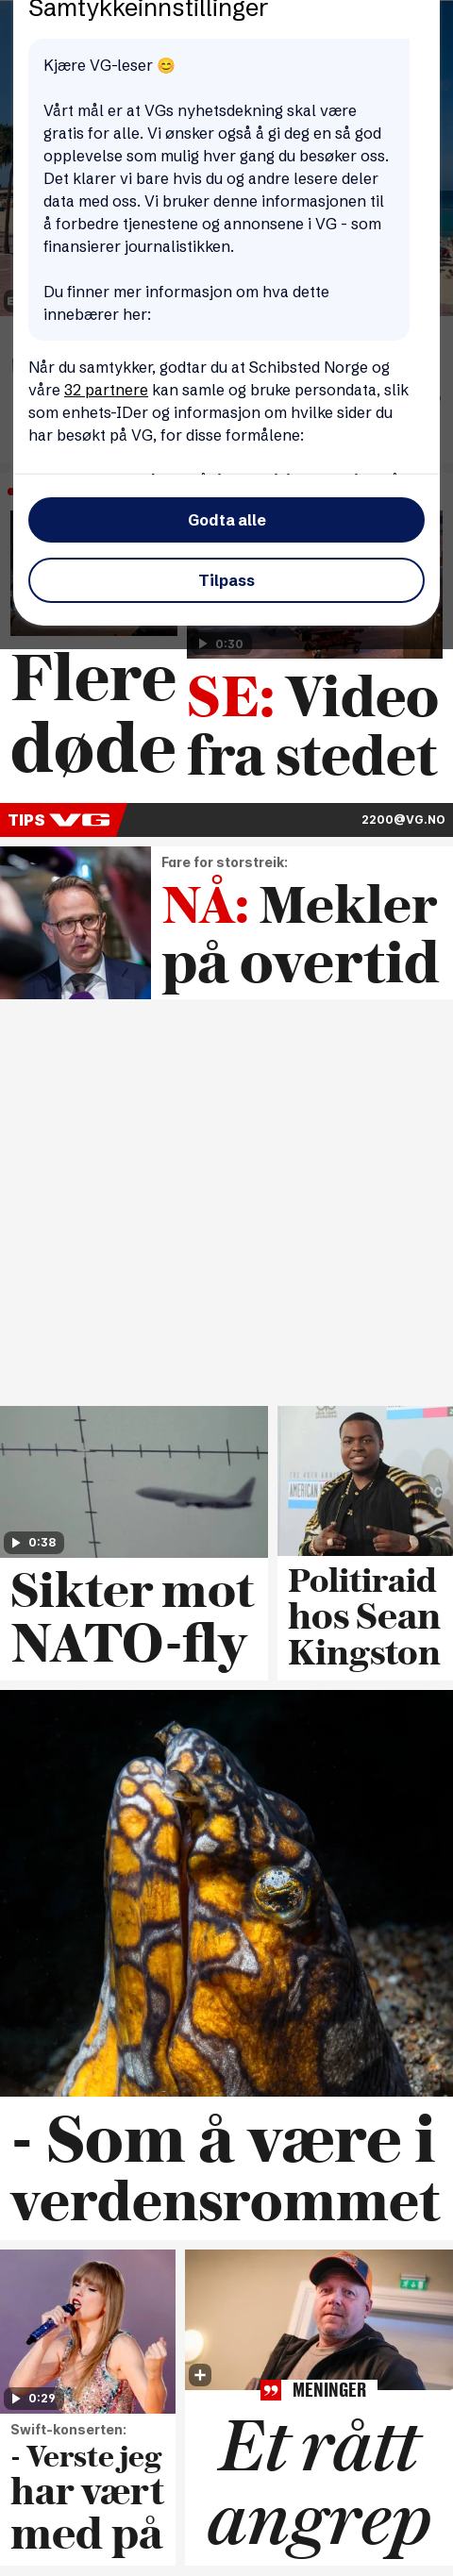 Samtykkeinnstillinger
Kjære VG-leser 😊
Vårt mål er at VGs nyhetsdekning skal være
gratis for alle. Vi ønsker også å gi deg en så god
opplevelse som mulig hver gang du besøker oss.
Det klarer vi bare hvis du og andre lesere deler
data med oss. Vi bruker denne informasjonen til
å forbedre tjenestene og annonsene i VG - som
finansierer journalistikken.
Du finner mer informasjon om hva dette
innebærer her:
Når du samtykker, godtar du at Schibsted Norge og
våre 32 partnere kan samle og bruke persondata, slik
som enhets-IDer og informasjon om hvilke sider du
har besøkt på VG, for disse formålene:
Godta alle
Tilpass
0:30
Flere
døde
SE: Video
fra stedet
TIPS VG
2200@VG.NO
Fare for storstreik:
NÅ: Mekler
på overtid
0:38
Sikter mot
NATO-fly
Politiraid
hos Sean
Kingston
- Som å være i
verdensrommet
0:29
Swift-konserten:
- Verste jeg
har vært
med på
MENINGER
Et rått
angrep